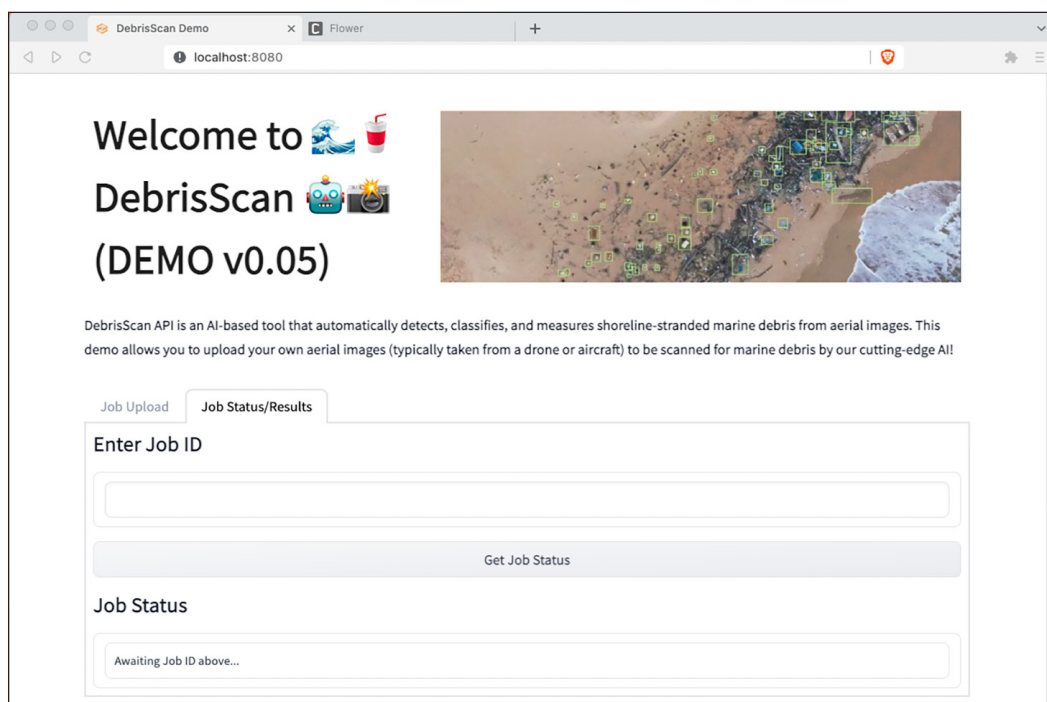 DebrisScan Demo
Flower
localhost:8080
Welcome to 🌊🥤
DebrisScan 🤖📸
(DEMO v0.05)
DebrisScan API is an AI-based tool that automatically detects, classifies, and measures shoreline-stranded marine debris from aerial images. This
demo allows you to upload your own aerial images (typically taken from a drone or aircraft) to be scanned for marine debris by our cutting-edge AI!
Job Upload
Job Status/Results
Enter Job ID
Get Job Status
Job Status
Awaiting Job ID above...